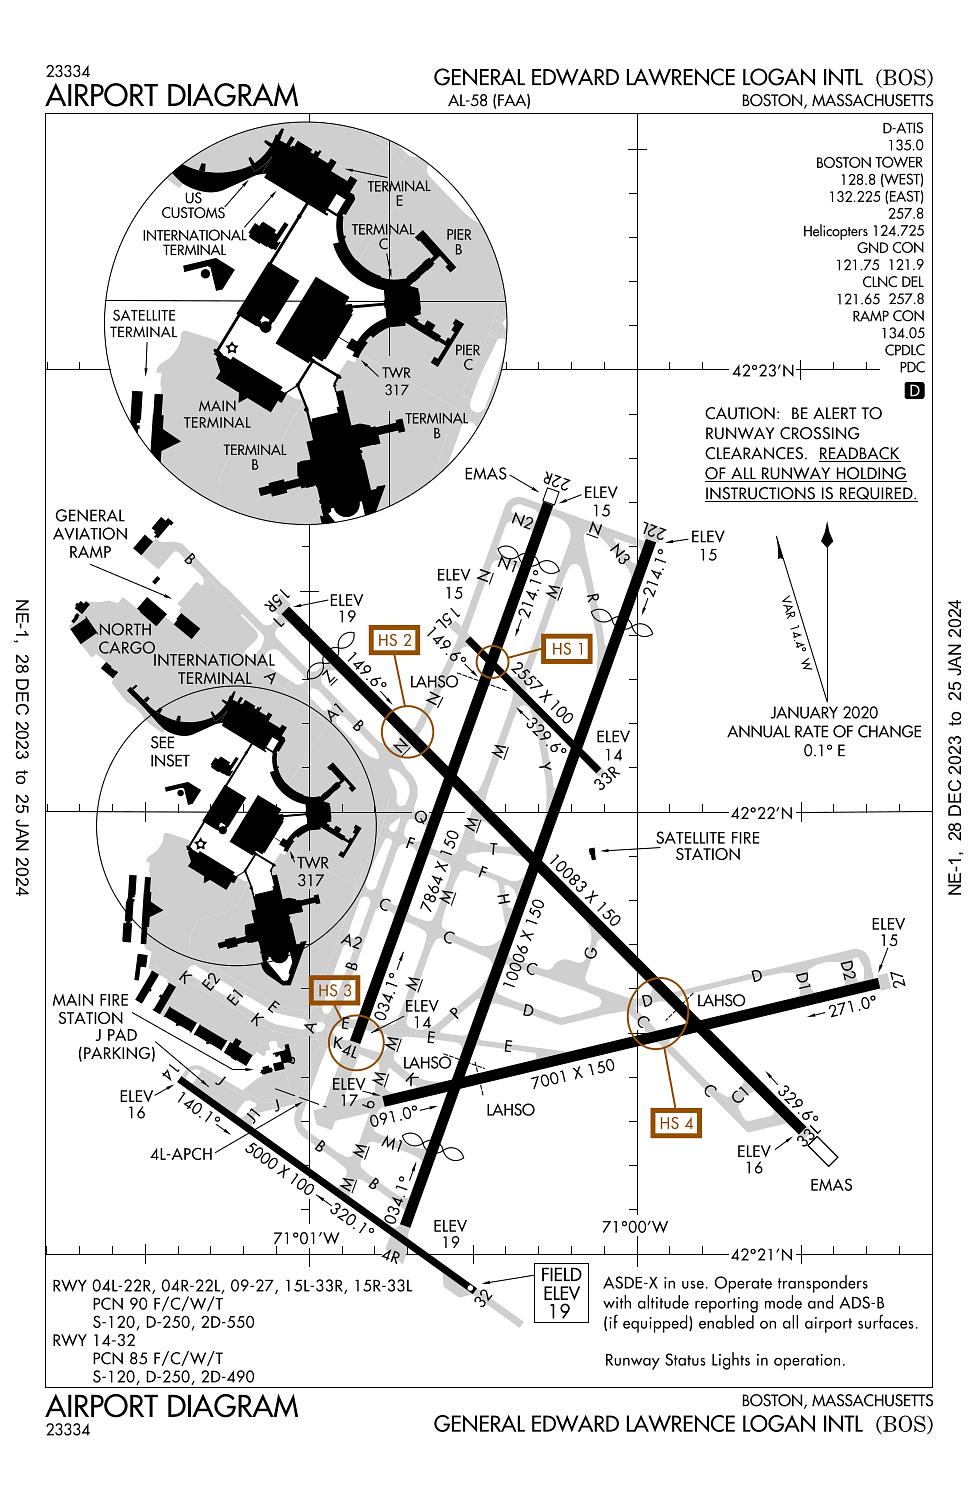 23334
AIRPORT DIAGRAM
GENERAL EDWARD LAWRENCE LOGAN INTL (BOS)
AL-58 (FAA)
BOSTON, MASSACHUSETTS
D-ATIS
135.0
BOSTON TOWER
128.8 (WEST)
132.225 (EAST)
257.8
Helicopters 124.725
GND CON
121.75 121.9
CLNC DEL
121.65 257.8
RAMP CON
134.05
CPDLC
PDC
D
TERMINAL
E
US
CUSTOMS
INTERNATIONAL
TERMINAL
TERMINAL
C
PIER
B
SATELLITE
TERMINAL
PIER
C
TWR
317
MAIN
TERMINAL
TERMINAL
B
TERMINAL
B
42°23'N
CAUTION: BE ALERT TO
RUNWAY CROSSING
CLEARANCES. READBACK
OF ALL RUNWAY HOLDING
INSTRUCTIONS IS REQUIRED.
EMAS
22R
ELEV
15
N2
N
22L
ELEV
15
N3
GENERAL
AVIATION
RAMP
B
N1
N
M
214.1°
214.1°
R
ELEV
15
15L
149.6°
15R
L
ELEV
19
HS 2
HS 1
VAR 14.4° W
NORTH
CARGO
INTERNATIONAL
TERMINAL
A
149.6°
N1
LAHSO
N
2557 X 100
329.6°
JANUARY 2020
ANNUAL RATE OF CHANGE
0.1° E
A1
B
N
M
Y
ELEV
14
33R
SEE
INSET
42°22'N
Q
F
M
T
F
H
SATELLITE FIRE
STATION
TWR
317
7864 X 150
10083 X 150
M
C
C
10006 X 150
C
G
A2
B
ELEV
15
D
D1
D2
27
271.0°
K
E2
E1
E
K
A
HS 3
034.1°
M
E
K
4L
ELEV
14
P
D
D
C
LAHSO
MAIN FIRE
STATION
J PAD
(PARKING)
E
E
M
LAHSO
K
M
7001 X 150
LAHSO
14
J
ELEV
16
140.1°
J1
J
ELEV
17
9
091.0°
C
C1
329.6°
33L
HS 4
4L-APCH
B
M1
M
M
B
5000 X 100
320.1°
034.1°
ELEV
16
EMAS
71°01'W
71°00'W
ELEV
19
4R
42°21'N
32
FIELD
ELEV
19
RWY 04L-22R, 04R-22L, 09-27, 15L-33R, 15R-33L
PCN 90 F/C/W/T
S-120, D-250, 2D-550
RWY 14-32
PCN 85 F/C/W/T
S-120, D-250, 2D-490
ASDE-X in use. Operate transponders
with altitude reporting mode and ADS-B
(if equipped) enabled on all airport surfaces.
Runway Status Lights in operation.
AIRPORT DIAGRAM
23334
BOSTON, MASSACHUSETTS
GENERAL EDWARD LAWRENCE LOGAN INTL (BOS)
NE-1, 28 DEC 2023 to 25 JAN 2024
NE-1, 28 DEC 2023 to 25 JAN 2024